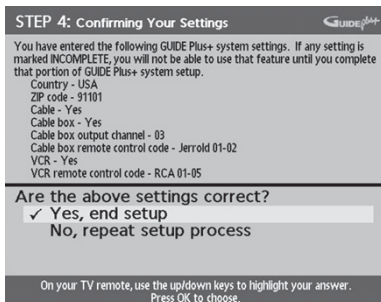 STEP 4: Confirming Your Settings
GUIDE plus+
You have entered the following GUIDE Plus+ system settings. If any setting is
marked INCOMPLETE, you will not be able to use that feature until you complete
that portion of GUIDE Plus+ system setup.
Country - USA
ZIP code - 91101
Cable - Yes
Cable box - Yes
Cable box output channel - 03
Cable box remote control code - Jerrold 01-02
VCR - Yes
VCR remote control code - RCA 01-05
Are the above settings correct?
✓ Yes, end setup
No, repeat setup process
On your TV remote, use the up/down keys to highlight your answer.
Press OK to choose.